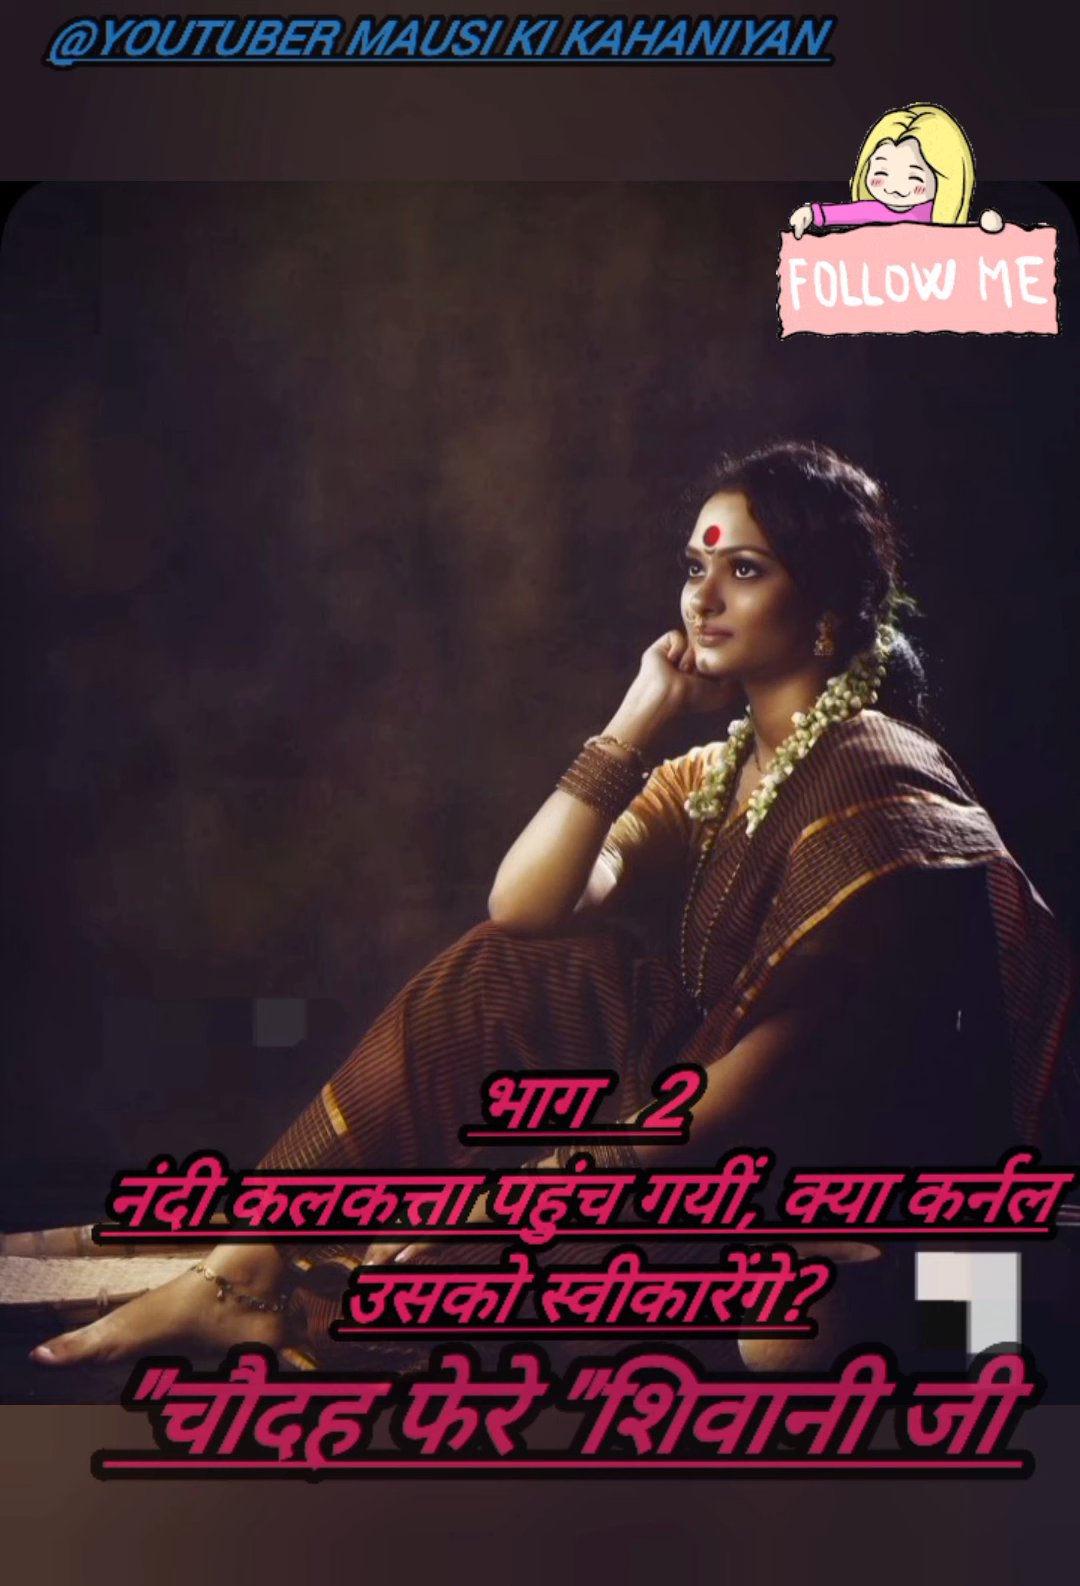 @YOUTUBER MAUSI KI KAHANIYAN
FOLLOW ME
भाग 2
नंदी कलकत्ता पहुंच गयीं, क्या कर्नल
उसको स्वीकारेंगे?
"चौदह फेरे "शिवानी जी